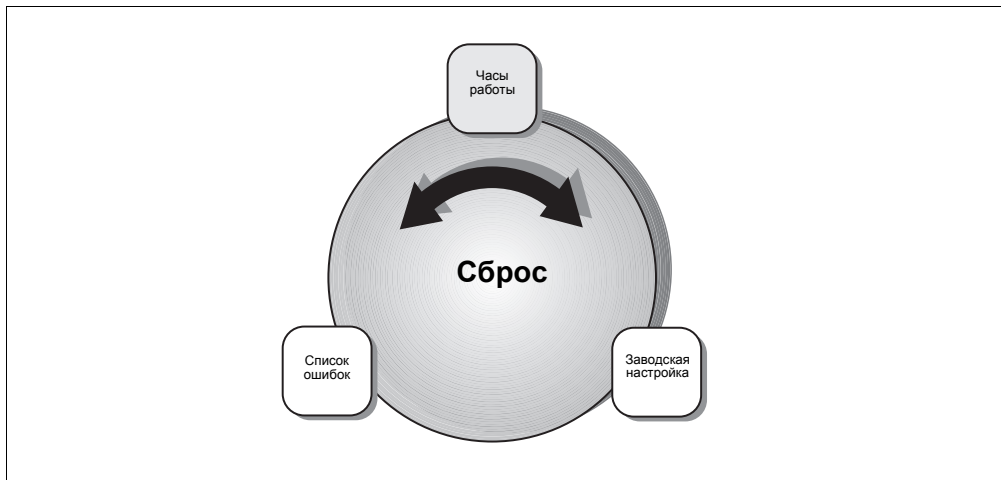 Часы
работы
Сброс
Список
ошибок
Заводская
настройка